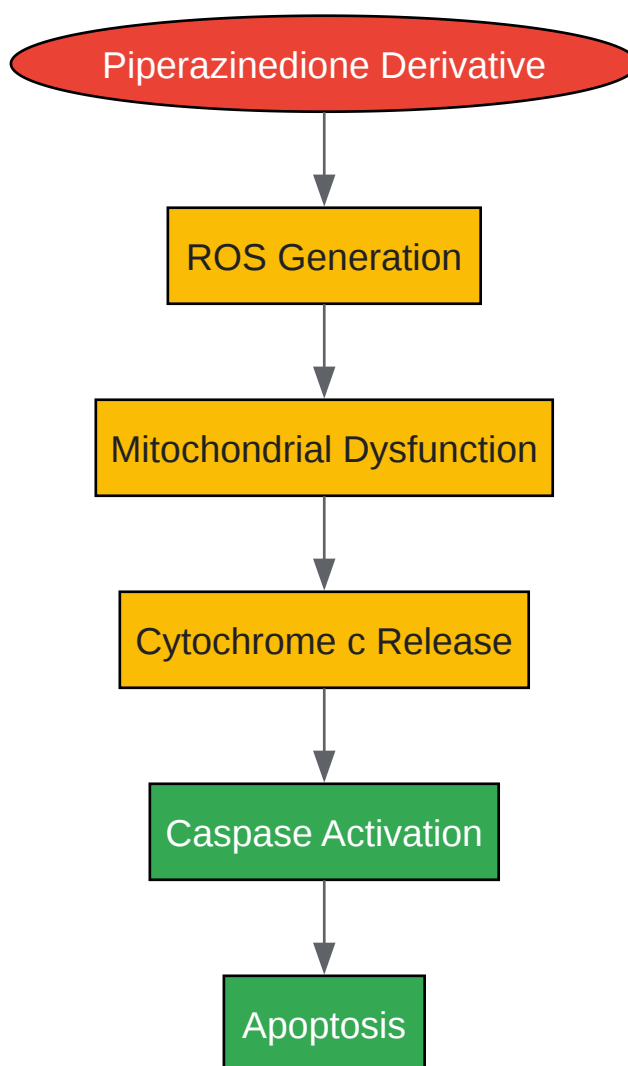 Piperazinedione Derivative
ROS Generation
Mitochondrial Dysfunction
Cytochrome c Release
Caspase Activation
Apoptosis